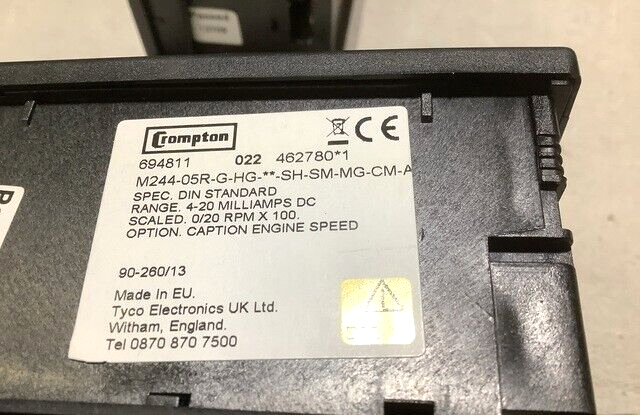 Crompton
CE
694811 022 462780*1
M244-05R-G-HG-**-SH-SM-MG-CM-A
SPEC. DIN STANDARD
RANGE. 4-20 MILLIAMPS DC
SCALED. 0/20 RPM X 100.
OPTION. CAPTION ENGINE SPEED
90-260/13
Made in EU.
Tyco Electronics UK Ltd.
Witham, England.
Tel 0870 870 7500